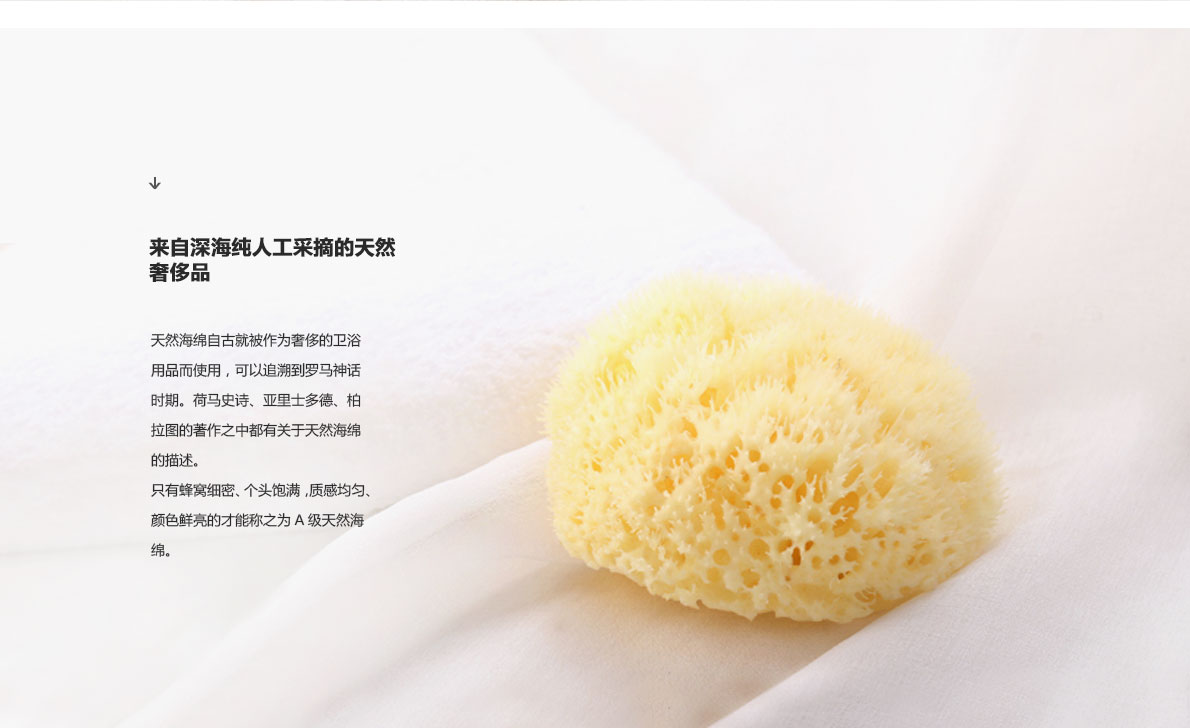 来自深海纯人工采摘的天然
奢侈品
天然海绵自古就被作为奢侈的卫浴
用品而使用，可以追溯到罗马神话
时期。荷马史诗、亚里士多德、柏
拉图的著作之中都有关于天然海绵
的描述。
只有蜂窝细密、个头饱满，质感均匀、
颜色鲜亮的才能称之为 A 级天然海
绵。